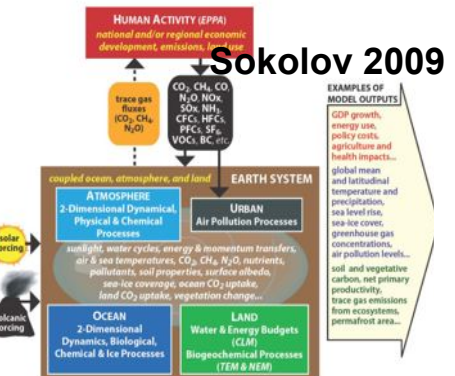 HUMAN ACTIVITY (EPPA)
national and/or regional economic
development, emissions, land use
Sokolov 2009
trace gas
fluxes
(CO₂, CH₄,
N₂O)
CO₂, CH₄, CO,
N₂O, NOx,
SOx, NH₃,
CFCs, HFCs,
PFCs, SF₆,
VOCs, BC, etc.
EXAMPLES OF
MODEL OUTPUTS
GDP growth,
energy use,
policy costs,
agriculture and
health impacts...
global mean
and latitudinal
temperature and
precipitation,
sea level rise,
sea-ice cover,
greenhouse gas
concentrations,
air pollution levels...
soil and vegetative
carbon, net primary
productivity,
trace gas emissions
from ecosystems,
permafrost area...
coupled ocean, atmosphere, and land
EARTH SYSTEM
ATMOSPHERE
2-Dimensional Dynamical,
Physical & Chemical
Processes
URBAN
Air Pollution Processes
solar
forcing
sunlight, water cycles, energy & momentum transfers,
air & sea temperatures, CO₂, CH₄, N₂O, nutrients,
pollutants, soil properties, surface albedo,
sea-ice coverage, ocean CO₂ uptake,
land CO₂ uptake, vegetation change...
volcanic
forcing
OCEAN
2-Dimensional
Dynamics, Biological,
Chemical & Ice Processes
LAND
Water & Energy Budgets
(CLM)
Biogeochemical Processes
(TEM & NEM)